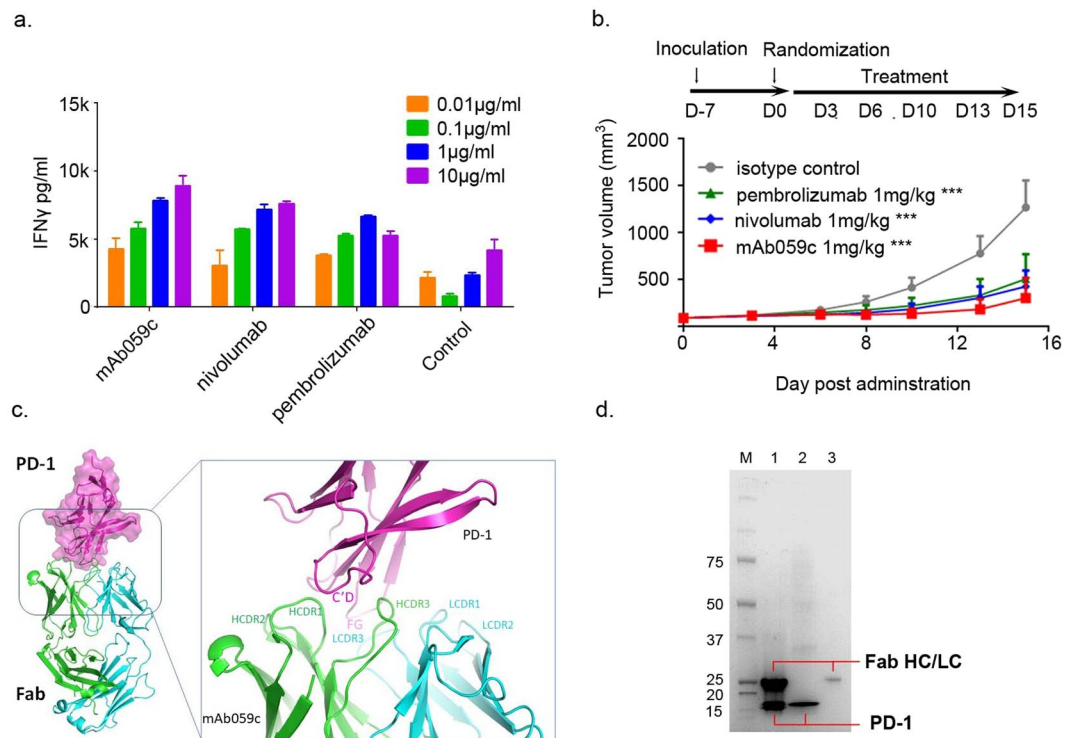 a.
15k
10k
5k
0
IFNγ pg/ml
0.01μg/ml
0.1μg/ml
1μg/ml
10μg/ml
mAb059c
nivolumab
pembrolizumab
Control
b.
Inoculation
Randomization
Treatment
D-7
D0
D3
D6
D10
D13
D15
Tumor volume (mm³)
2000
1500
1000
500
isotype control
pembrolizumab 1mg/kg ***
nivolumab 1mg/kg ***
mAb059c 1mg/kg ***
0
4
8
12
16
Day post adminstration
c.
PD-1
Fab
PD-1
C'D
FG
HCDR2
HCDR1
HCDR3
LCDR1
LCDR3
LCDR2
mAb059c
d.
M
1
2
3
75
50
37
25
20
15
Fab HC/LC
PD-1